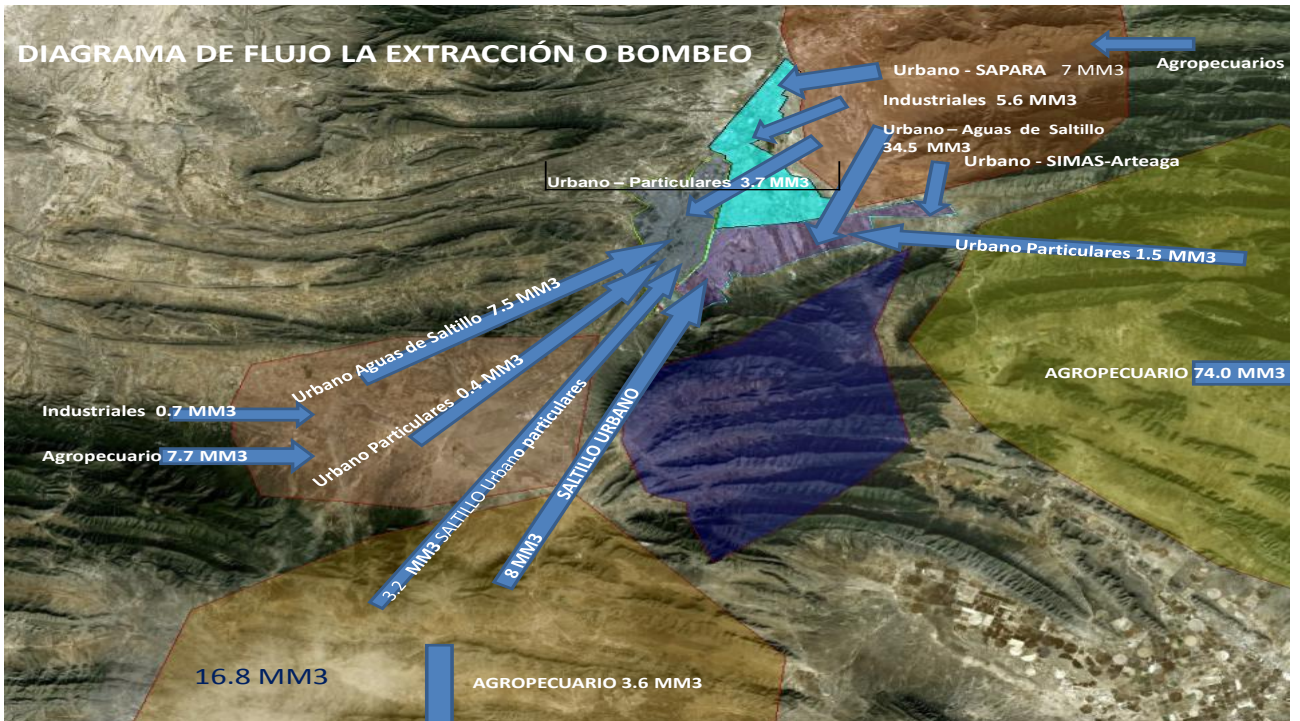 DIAGRAMA DE FLUJO LA EXTRACCIÓN O BOMBEO
Agropecuarios
Urbano - SAPARA 7 MM3
Industriales 5.6 MM3
Urbano – Aguas de Saltillo
34.5 MM3
Urbano - SIMAS-Arteaga
Urbano – Particulares 3.7 MM3
Urbano Particulares 1.5 MM3
Urbano Aguas de Saltillo 7.5 MM3
Urbano Particulares 0.4 MM3
AGROPECUARIO 74.0 MM3
Industriales 0.7 MM3
Agropecuario 7.7 MM3
3.2 MM3 SALTILLO Urbano particulares
8 MM3 SALTILLO URBANO
16.8 MM3
AGROPECUARIO 3.6 MM3